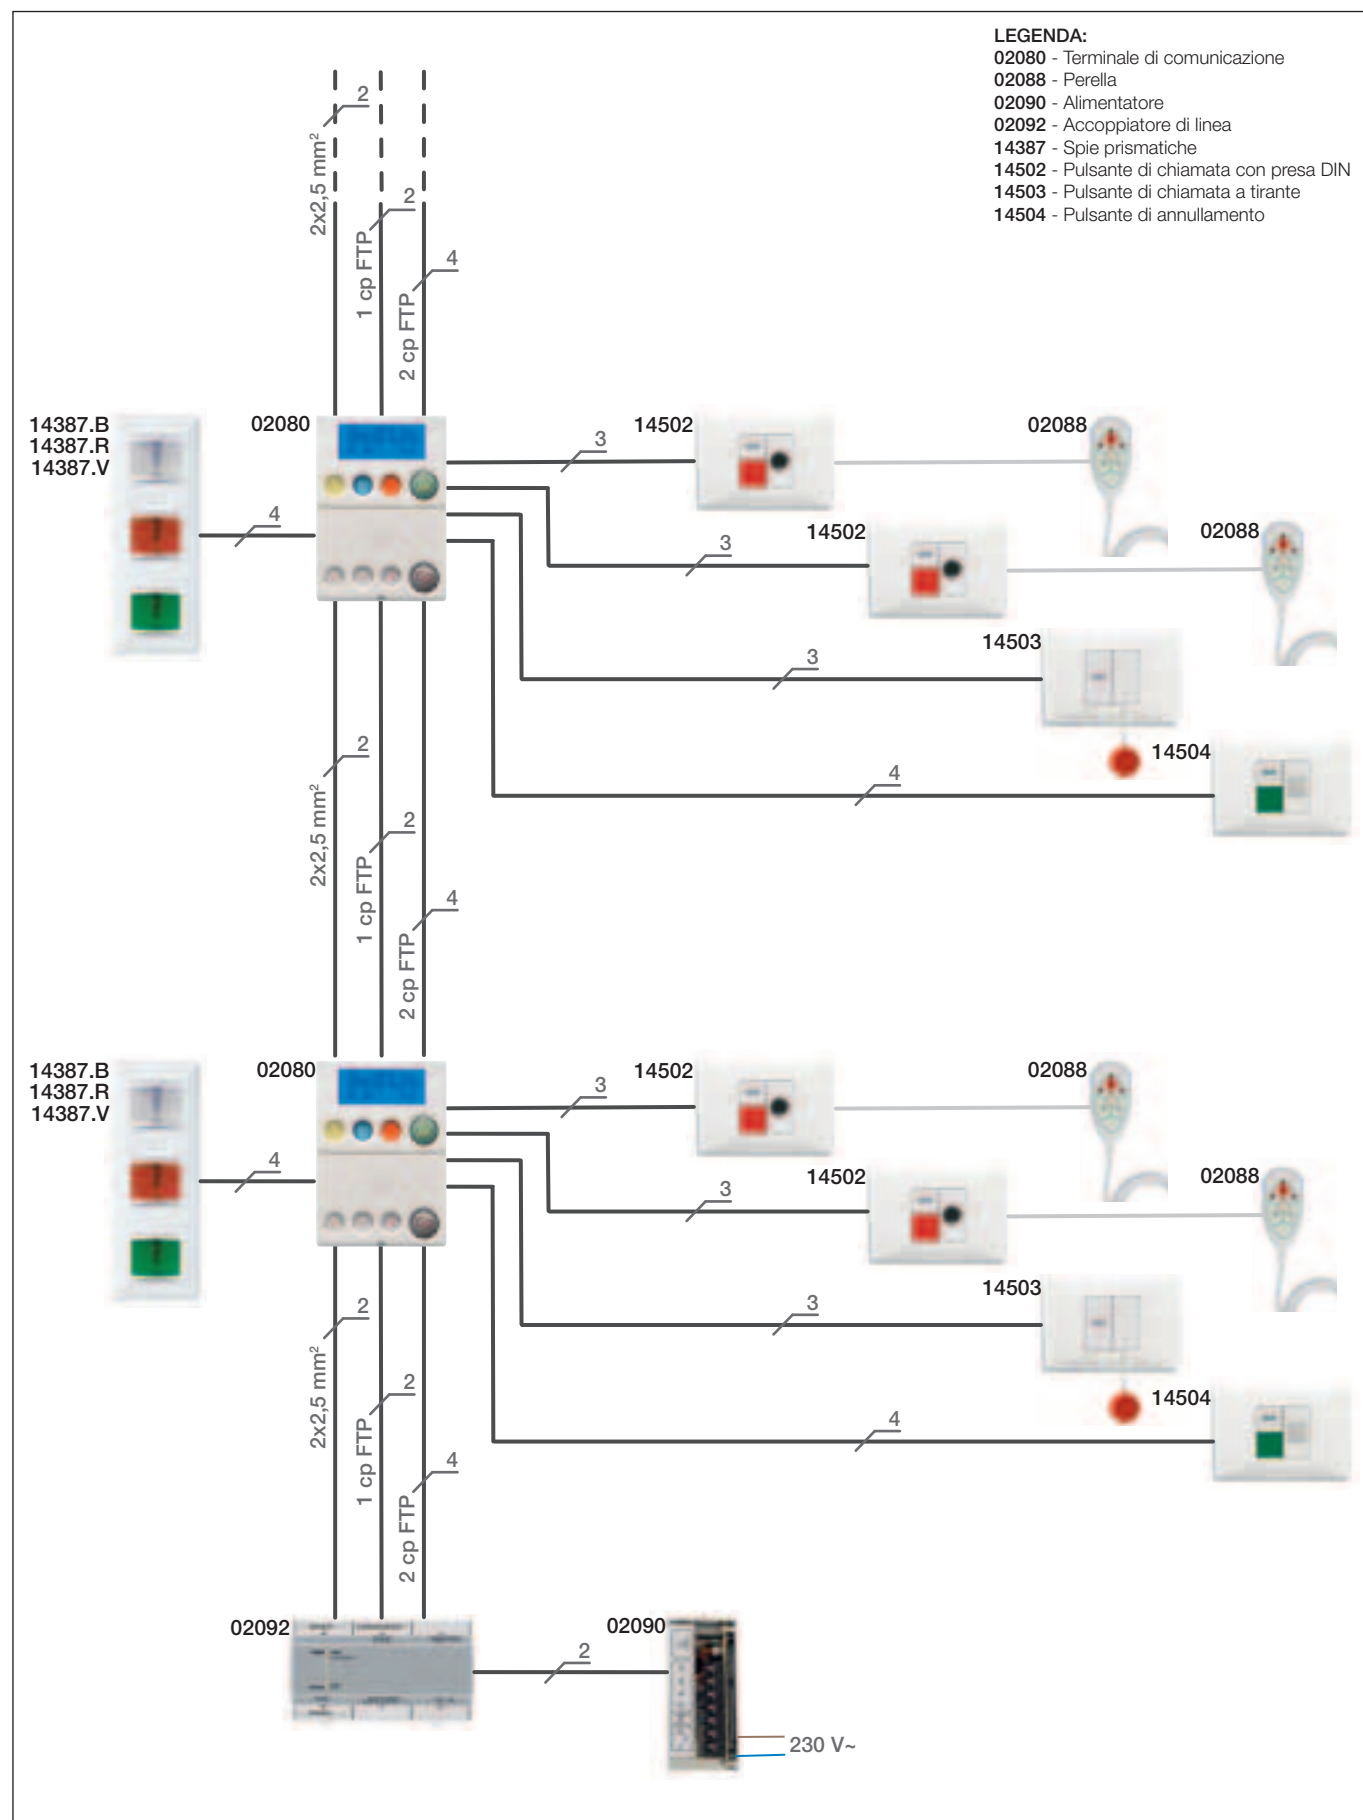 LEGENDA:
02080 - Terminale di comunicazione
02088 - Perella
02090 - Alimentatore
02092 - Accoppiatore di linea
14387 - Spie prismatiche
14502 - Pulsante di chiamata con presa DIN
14503 - Pulsante di chiamata a tirante
14504 - Pulsante di annullamento
2
2x2,5 mm²
2
1 cp FTP
4
2 cp FTP
14387.B
14387.R
14387.V
02080
14502
02088
3
4
14502
02088
3
14503
3
14504
4
2
2x2,5 mm²
2
1 cp FTP
4
2 cp FTP
14387.B
14387.R
14387.V
02080
14502
02088
3
4
14502
02088
3
14503
3
14504
4
2
2x2,5 mm²
2
1 cp FTP
4
2 cp FTP
02092
02090
2
230 V~